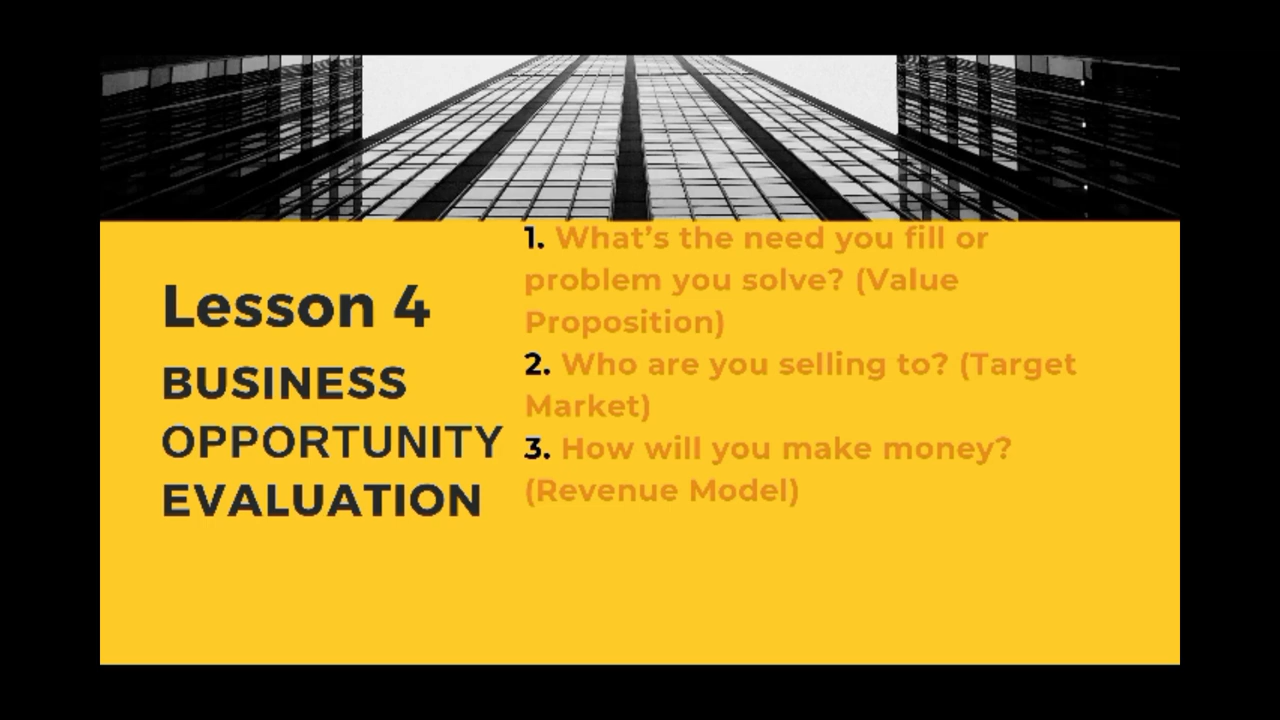 Lesson 4
BUSINESS
OPPORTUNITY
EVALUATION
1. What’s the need you fill or
problem you solve? (Value
Proposition)
2. Who are you selling to? (Target
Market)
3. How will you make money?
(Revenue Model)